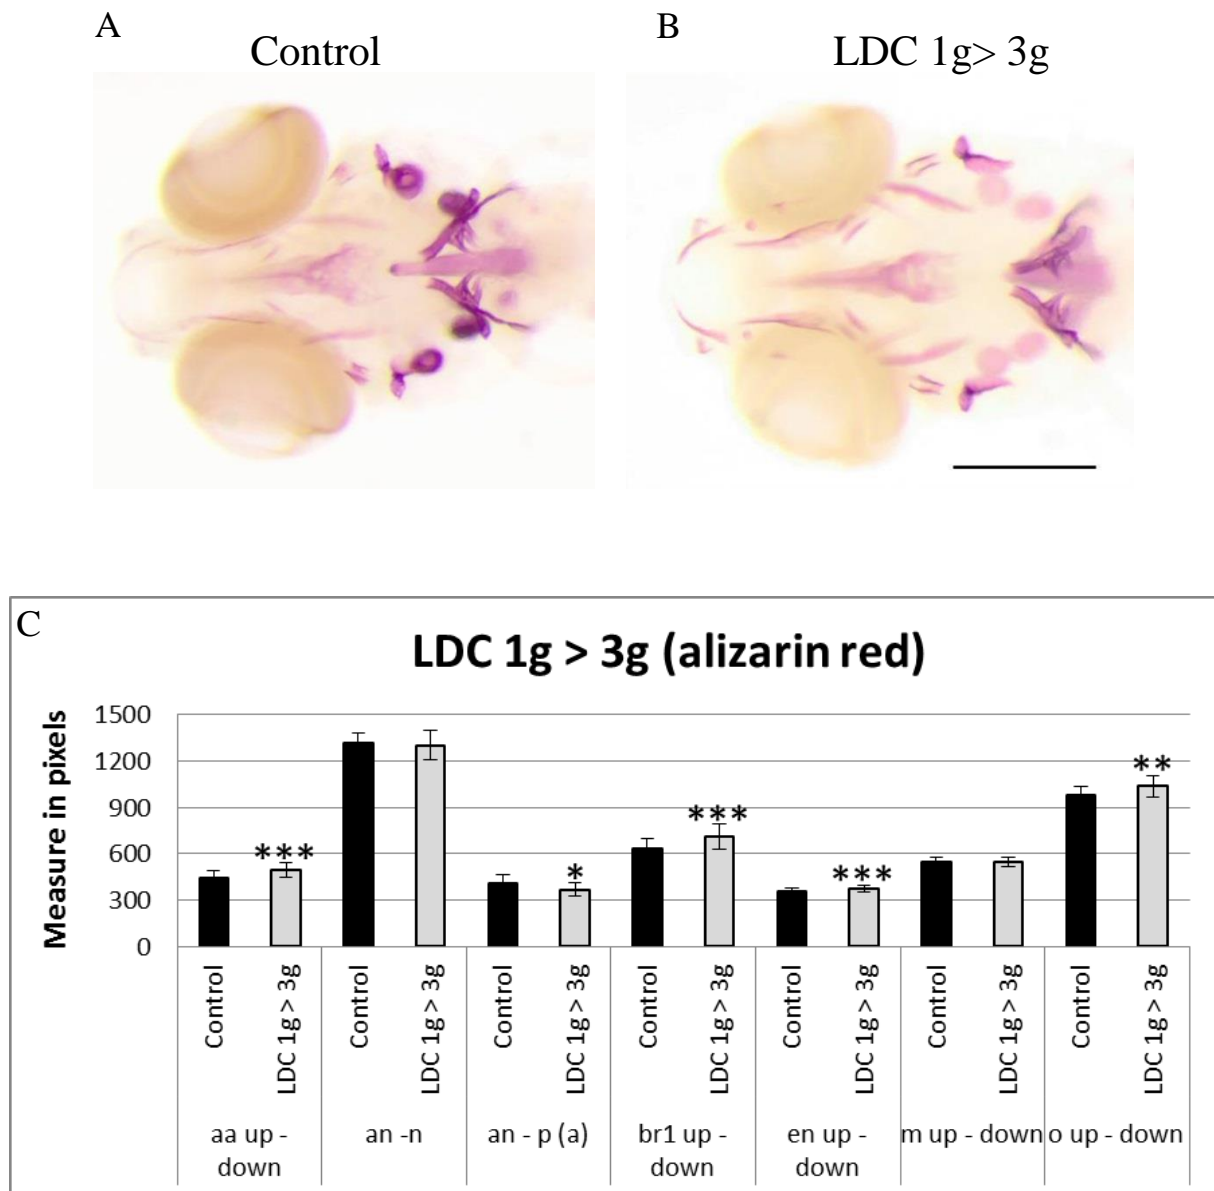 A
Control
B
LDC 1g> 3g
C
LDC 1g > 3g (alizarin red)
Measure in pixels
1500
1200
900
600
300
0
***
*
***
***
**
Control
LDC 1g > 3g
Control
LDC 1g > 3g
Control
LDC 1g > 3g
Control
LDC 1g > 3g
Control
LDC 1g > 3g
Control
LDC 1g > 3g
Control
LDC 1g > 3g
aa up -
down
an -n
an - p (a)
br1 up -
down
en up -
down
m up - down
o up - down